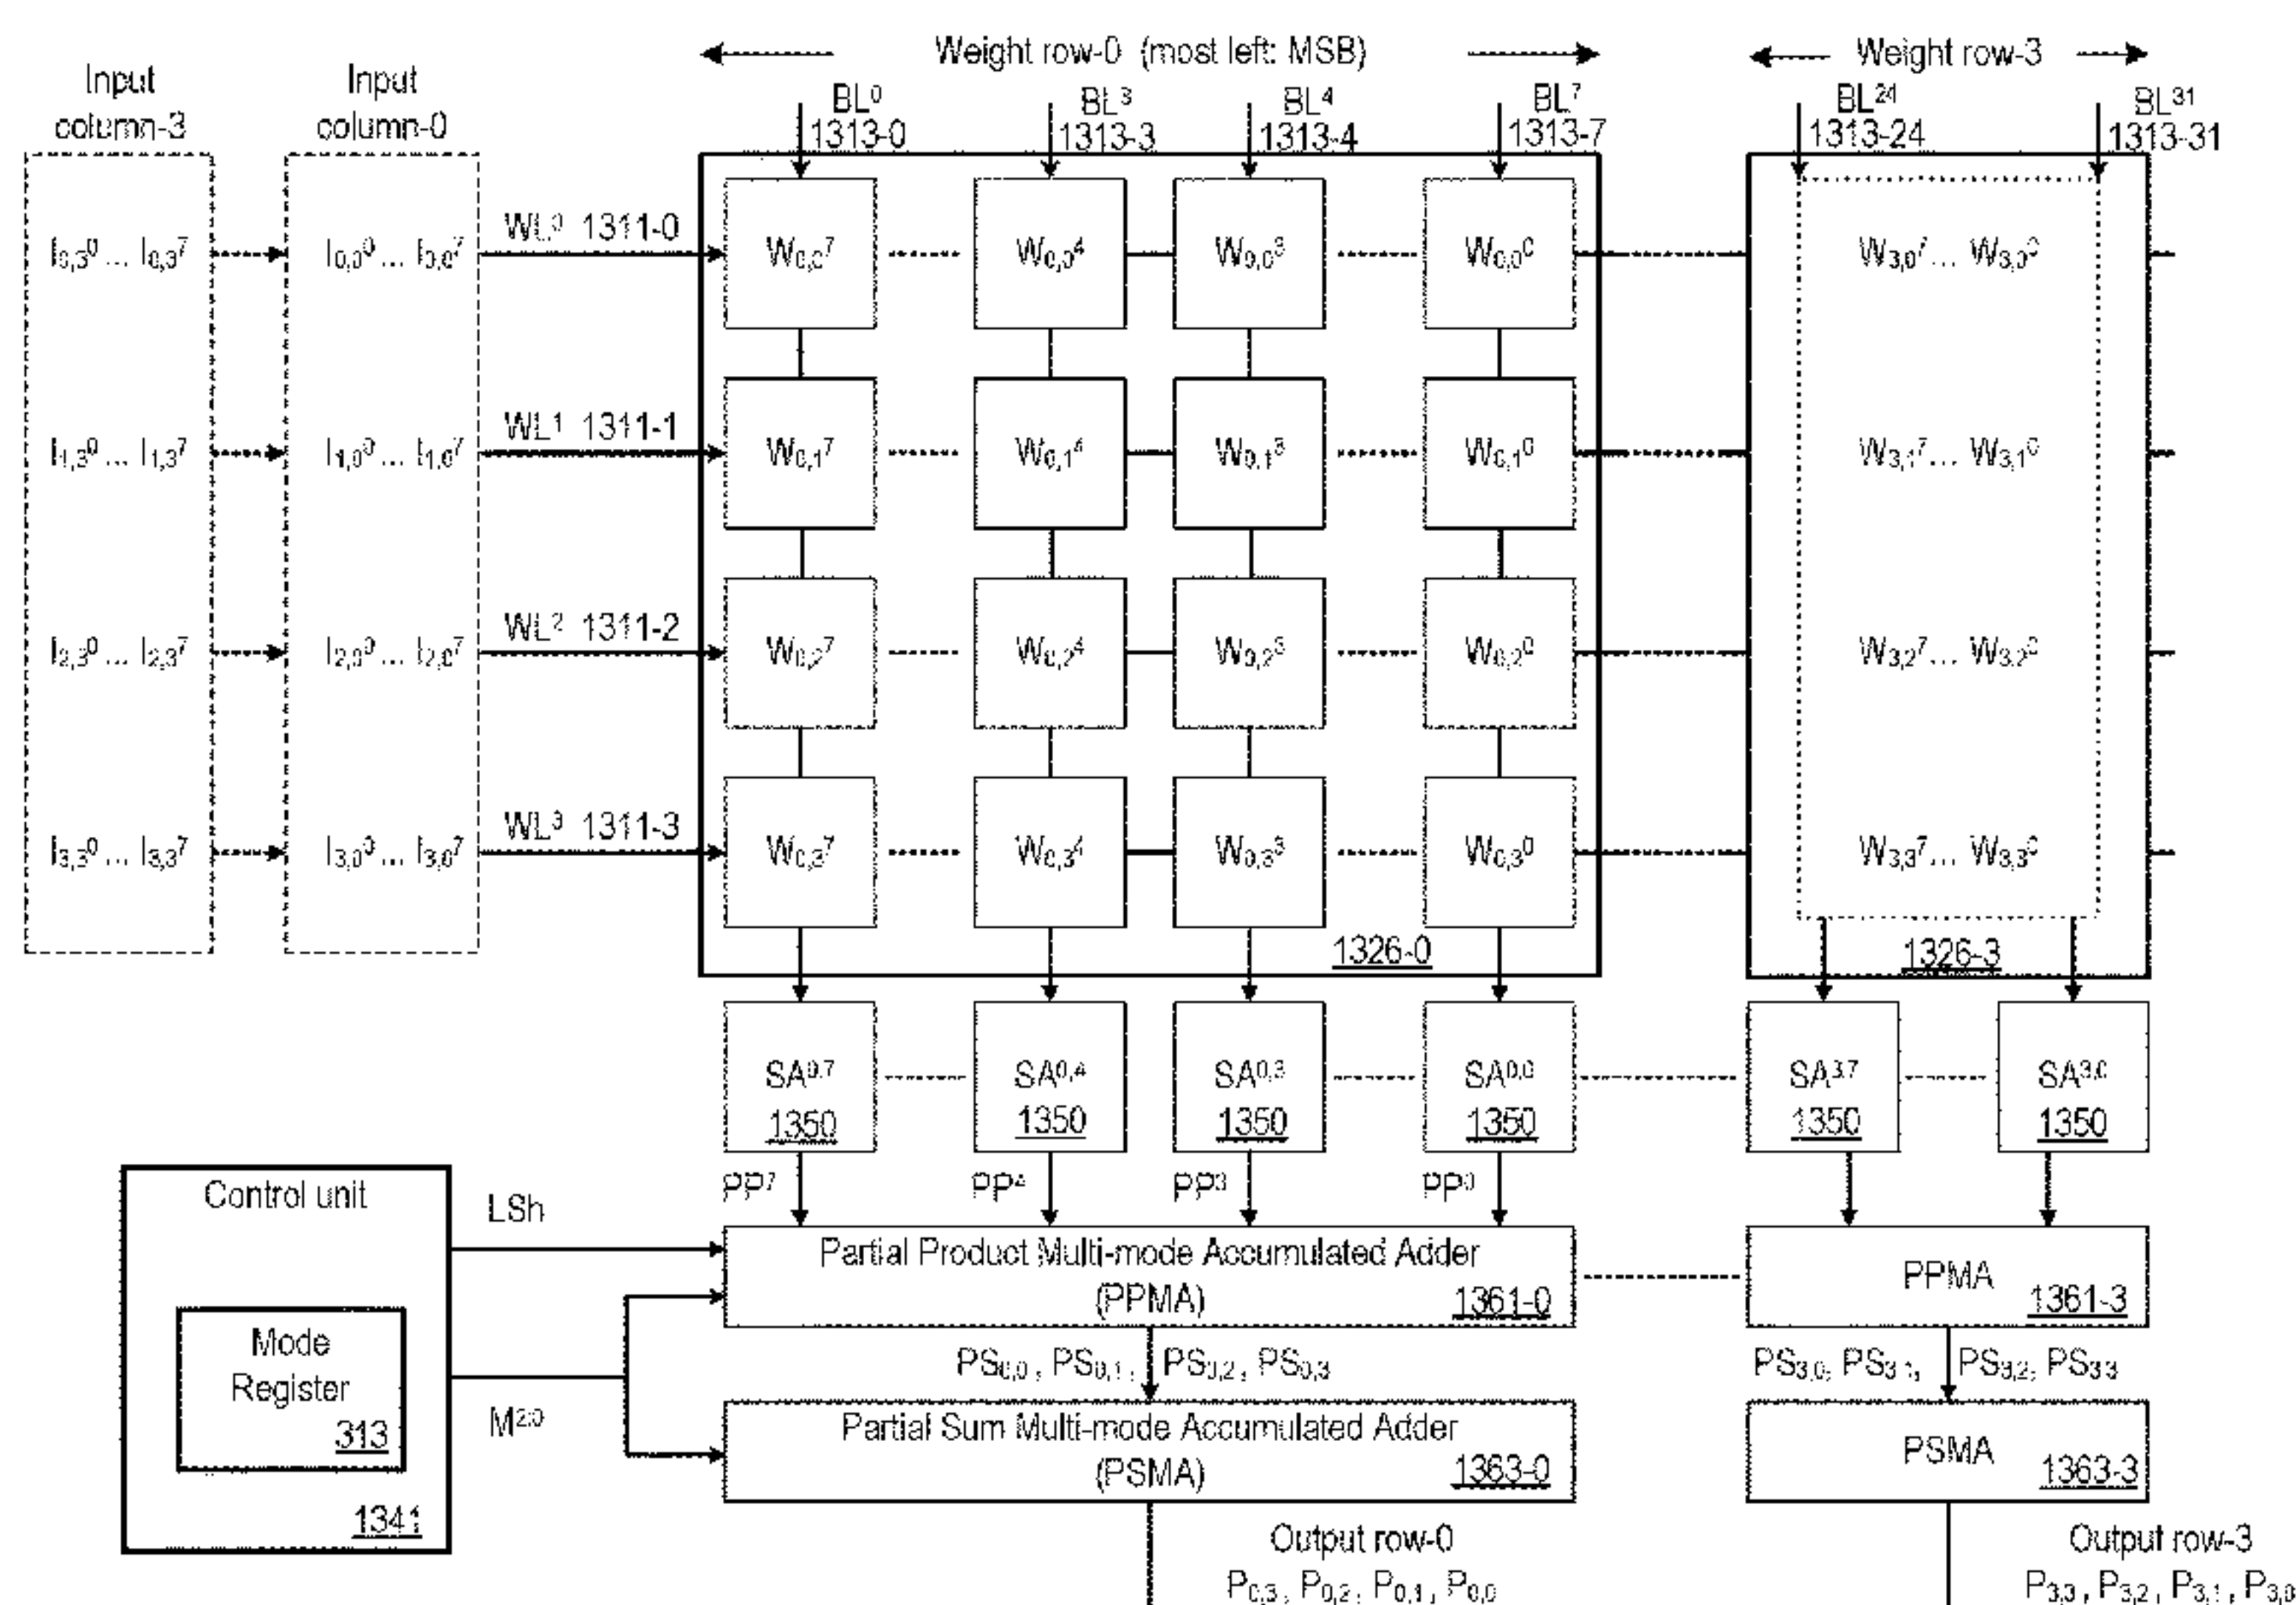 Weight row-0 (most left: MSB)
Weight row-3
Input column-3
Input column-0
BL⁰ 1313-0
BL³ 1313-3
BL⁴ 1313-4
BL⁷ 1313-7
BL²⁴ 1313-24
BL³¹ 1313-31
I₀,₃⁰ ... I₀,₃⁷
I₀,₀⁰ ... I₀,₀⁷
WL⁰ 1311-0
W₀,₀⁷
W₀,₀⁴
W₀,₀³
W₀,₀⁰
W₃,₀⁷... W₃,₀⁰
I₁,₃⁰ ... I₁,₃⁷
I₁,₀⁰ ... I₁,₀⁷
WL¹ 1311-1
W₀,₁⁷
W₀,₁⁴
W₀,₁³
W₀,₁⁰
W₃,₁⁷... W₃,₁⁰
I₂,₃⁰ ... I₂,₃⁷
I₂,₀⁰ ... I₂,₀⁷
WL² 1311-2
W₀,₂⁷
W₀,₂⁴
W₀,₂³
W₀,₂⁰
W₃,₂⁷... W₃,₂⁰
I₃,₃⁰ ... I₃,₃⁷
I₃,₀⁰ ... I₃,₀⁷
WL³ 1311-3
W₀,₃⁷
W₀,₃⁴
W₀,₃³
W₀,₃⁰
W₃,₃⁷... W₃,₃⁰
1326-0
1326-3
SA⁰,⁷ 1350
SA⁰,⁴ 1350
SA⁰,³ 1350
SA⁰,⁰ 1350
SA³,⁷ 1350
SA³,⁰ 1350
PP⁷
PP⁴
PP³
PP⁰
Control unit
LSh
Partial Product Multi-mode Accumulated Adder
(PPMA) 1361-0
PPMA
1361-3
Mode
Register
313
1341
M²:⁰
PS₀,₀, PS₀,₁, PS₀,₂, PS₀,₃
PS₃,₀, PS₃,₁, PS₃,₂, PS₃,₃
Partial Sum Multi-mode Accumulated Adder
(PSMA) 1363-0
PSMA
1363-3
Output row-0
P₀,₃, P₀,₂, P₀,₁, P₀,₀
Output row-3
P₃,₃, P₃,₂, P₃,₁, P₃,₀